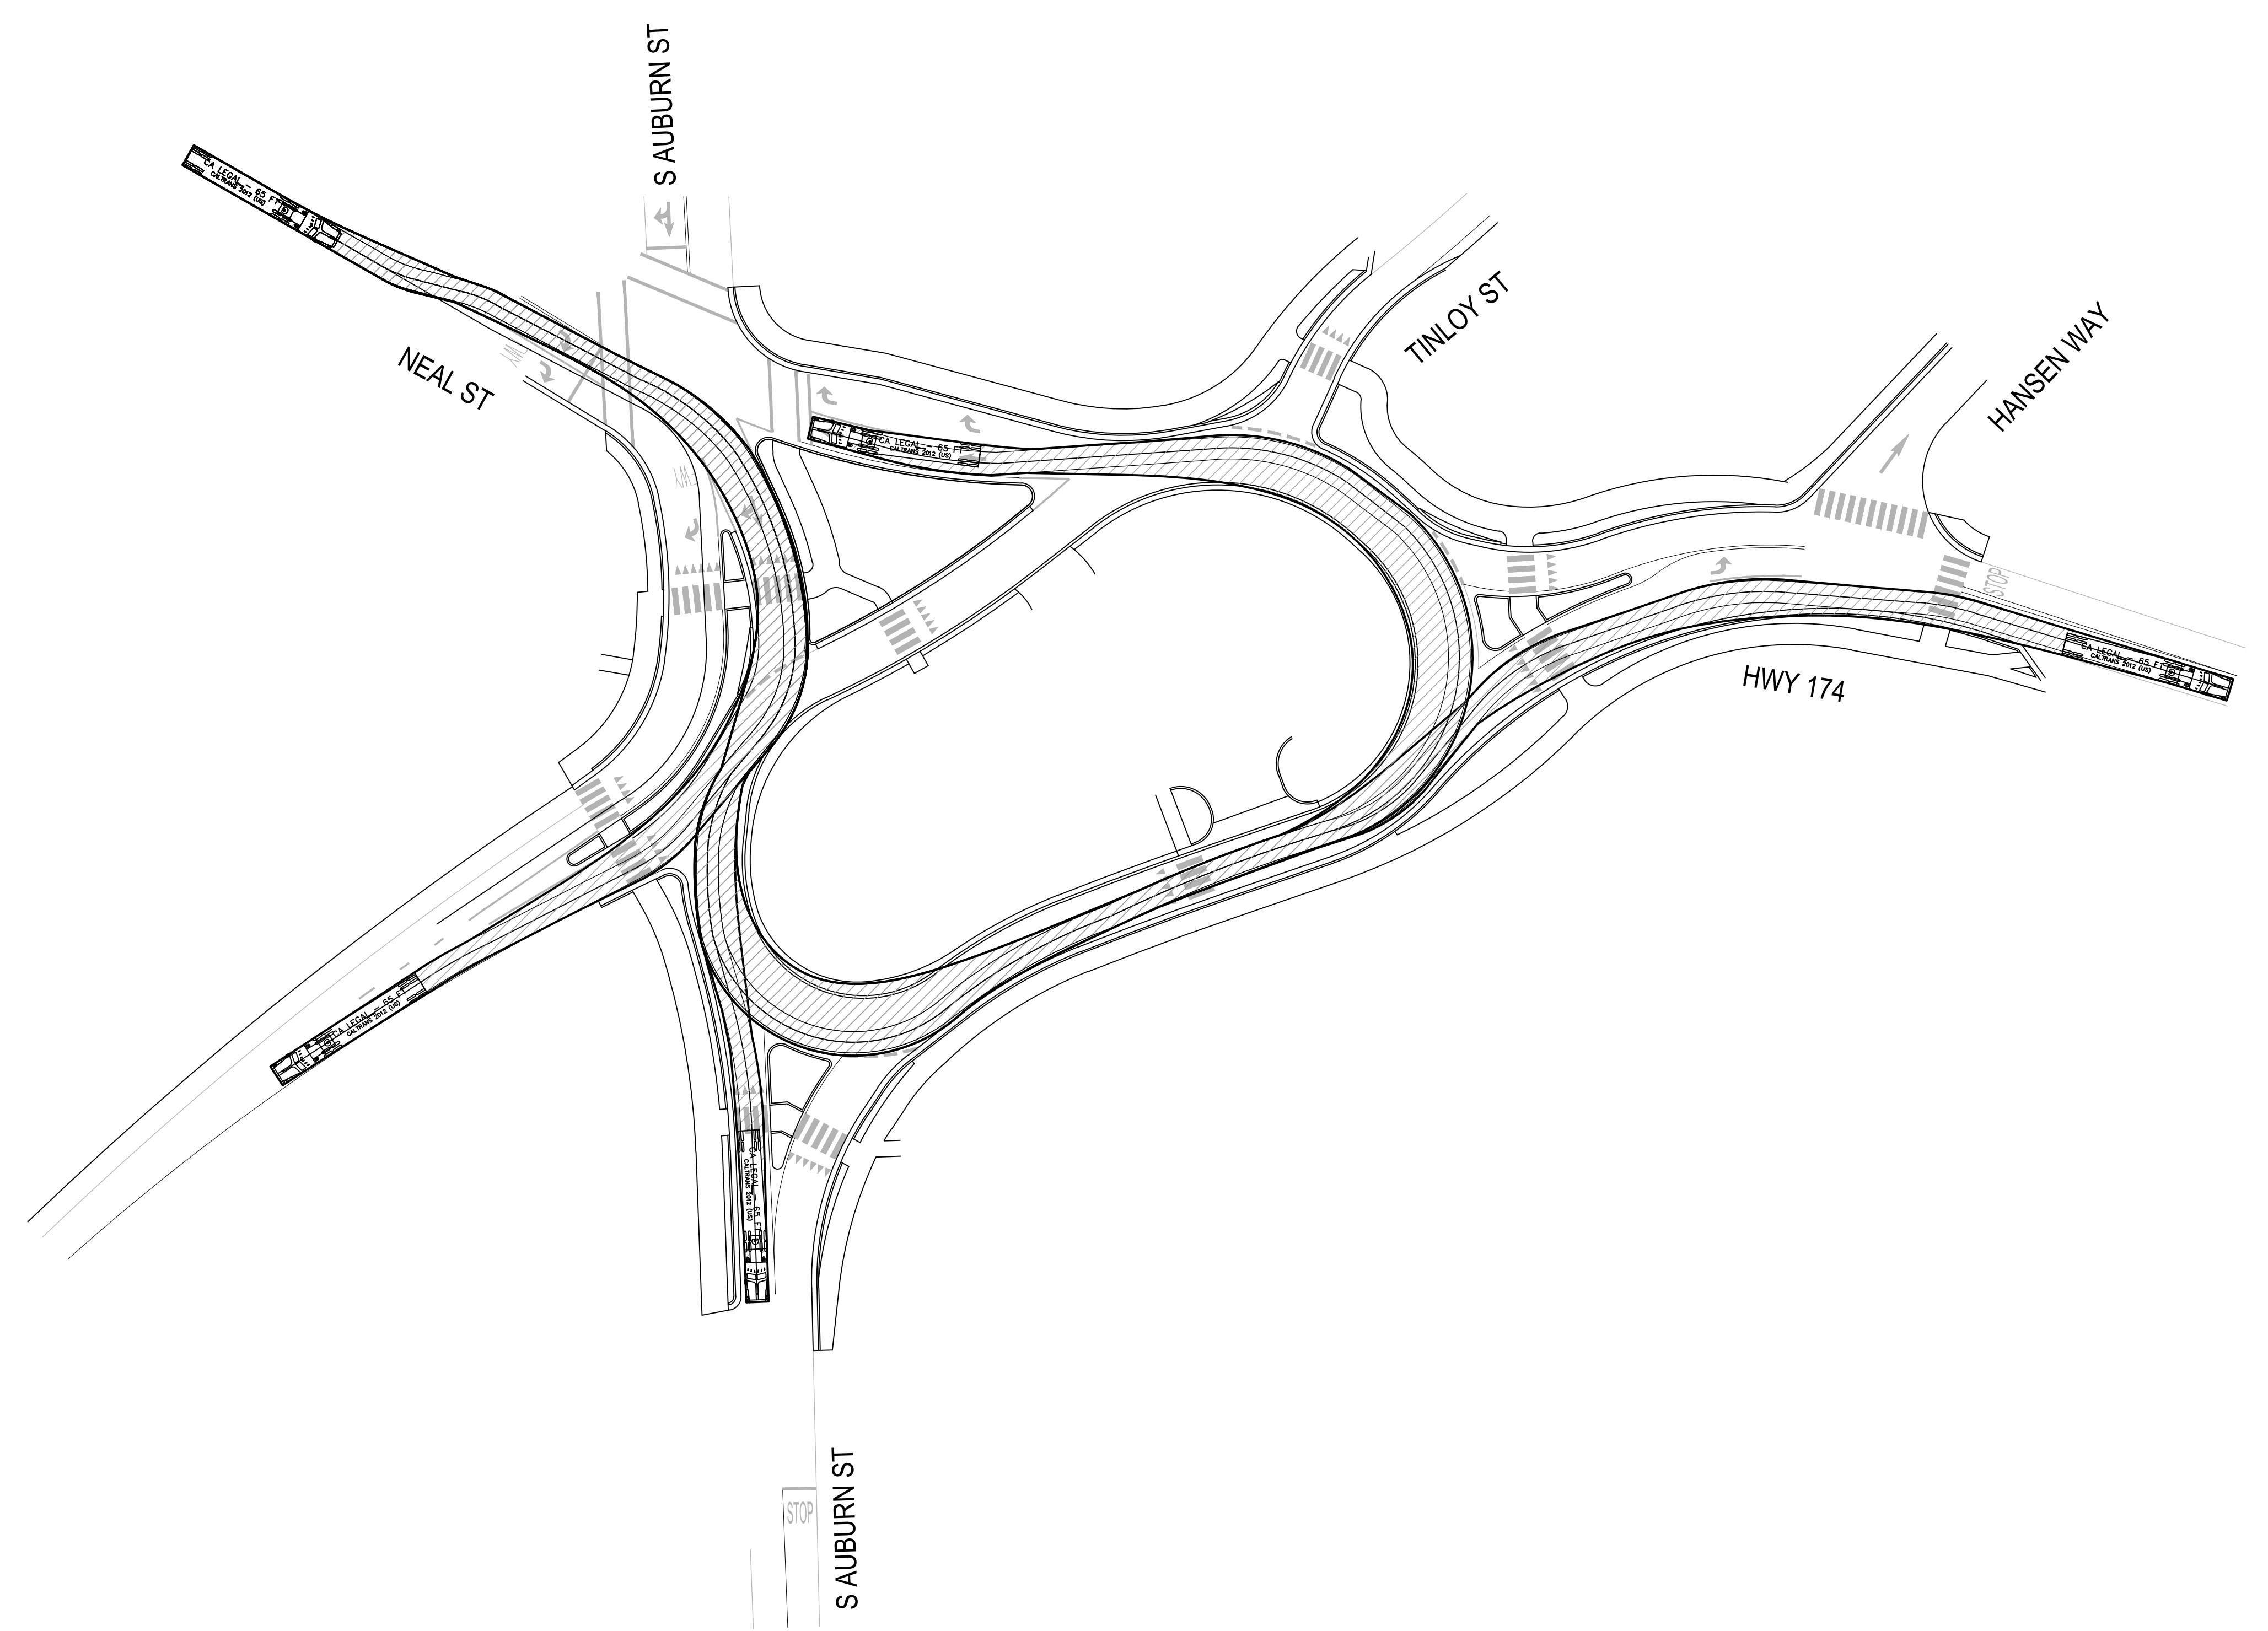 S AUBURN ST
CA LEGAL - 65 FT
CALTRANS 2012 (US)
NEAL ST
TINLOY ST
HANSEN WAY
HWY
HWY
CA LEGAL - 65 FT
CALTRANS 2012 (US)
STOP
CA LEGAL - 65 FT
CALTRANS 2012 (US)
HWY 174
CA LEGAL - 65 FT
CALTRANS 2012 (US)
CA LEGAL - 65 FT
CALTRANS 2012 (US)
STOP
S AUBURN ST